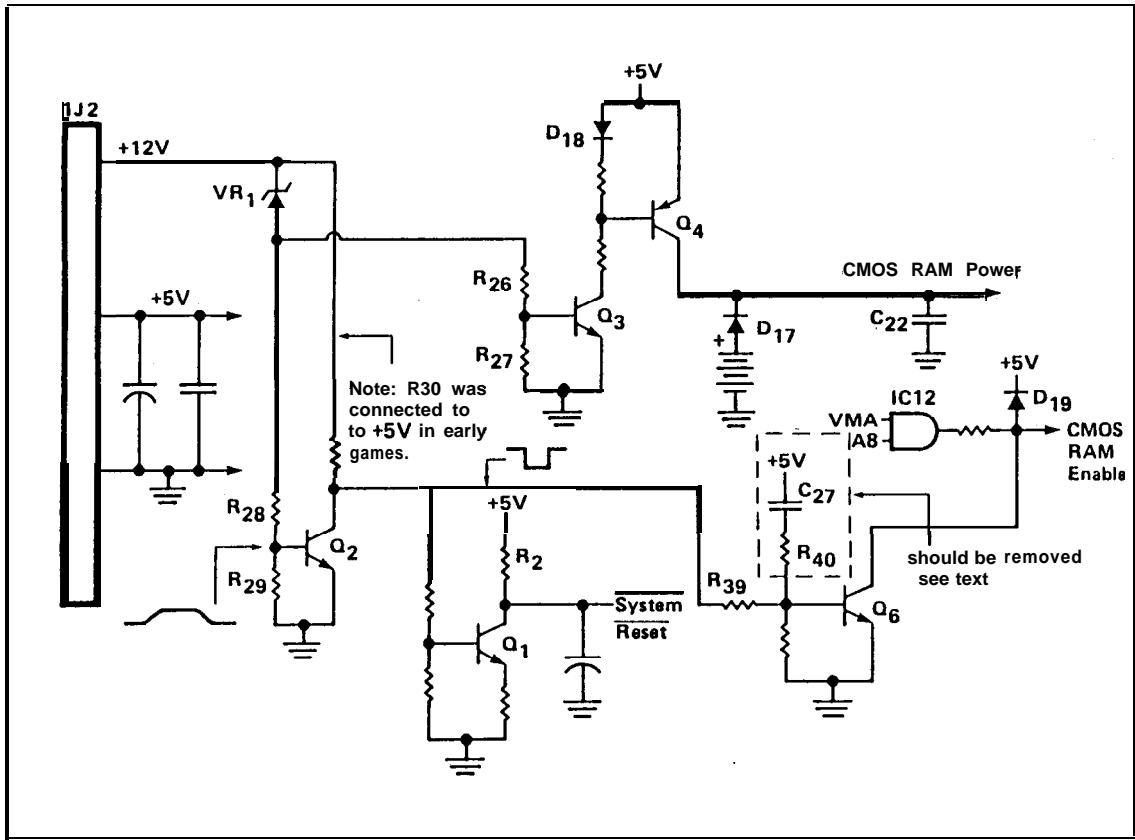 1J2
+12V
VR1
+5V
D18
Q4
CMOS RAM Power
R26
Q3
R27
D17
+
C22
+5V
Note: R30 was
connected to
to +5V in early
games.
+5V
IC12
D19
VMA
A8
CMOS
RAM
Enable
+5V
C27
R28
Q2
R29
+5V
R2
R40
should be removed
see text
R39
Q6
System
Reset
Q1